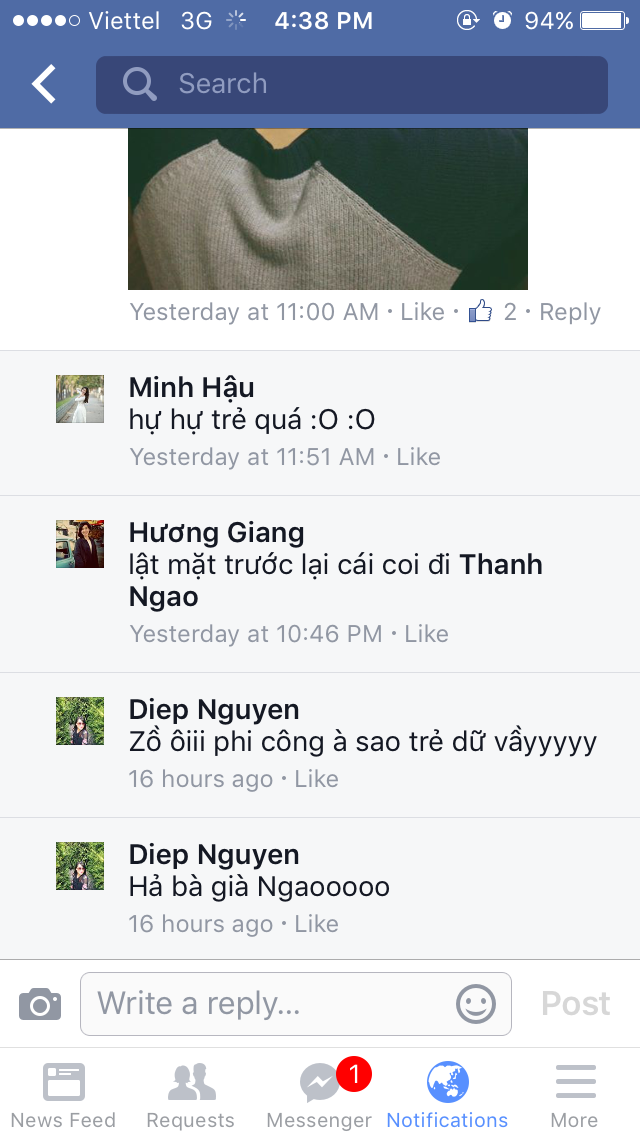 Viettel 3G 4:38 PM 94%
Search
Yesterday at 11:00 AM · Like · 2 · Reply
Minh Hậu
hự hự trẻ quá :O :O
Yesterday at 11:51 AM · Like
Hương Giang
lật mặt trước lại cái coi đi Thanh
Ngao
Yesterday at 10:46 PM · Like
Diep Nguyen
Zồ ôiii phi công à sao trẻ dữ vầyyyyy
16 hours ago · Like
Diep Nguyen
Hả bà già Ngaooooo
16 hours ago · Like
Write a reply...
Post
1
News Feed Requests Messenger Notifications More